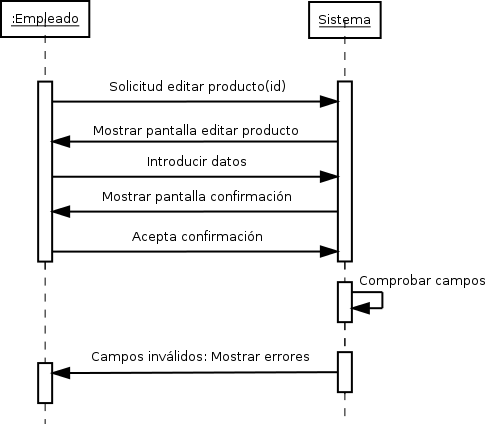 :Empleado
Sistema
Solicitud editar producto(id)
Mostrar pantalla editar producto
Introducir datos
Mostrar pantalla confirmación
Acepta confirmación
Comprobar campos
Campos inválidos: Mostrar errores